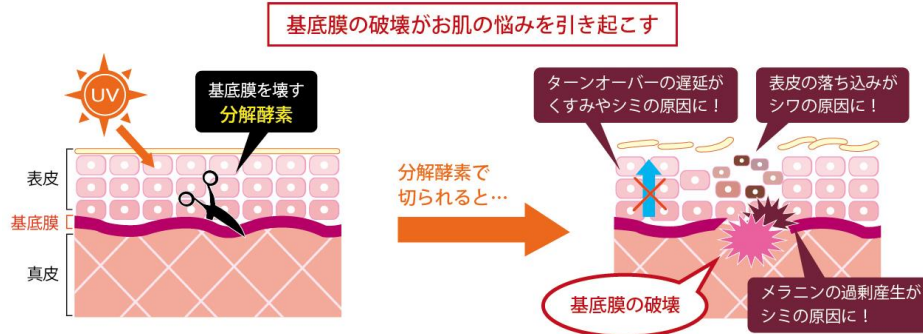 基底膜の破壊がお肌の悩みを引き起こす
UV
基底膜を壊す
分解酵素
表皮
基底膜
真皮
分解酵素で
切られると…
ターンオーバーの遅延が
くすみやシミの原因に！
表皮の落ち込みが
シワの原因に！
基底膜の破壊
メラニンの過剰産生が
シミの原因に！